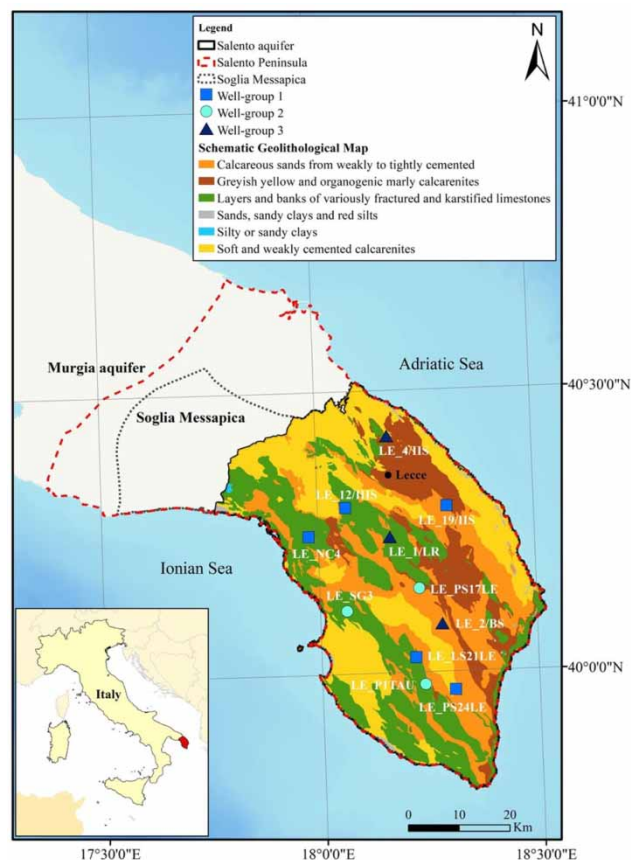 Legend
Salento aquifer
Salento Peninsula
Soglia Messapica
Well-group 1
Well-group 2
Well-group 3
Schematic Geolithological Map
Calcareous sands from weakly to tightly cemented
Greyish yellow and organogenic marly calcarenites
Layers and banks of variously fractured and karstified limestones
Sands, sandy clays and red silts
Silty or sandy clays
Soft and weakly cemented calcarenites
N
41°0'0"N
Murgia aquifer
Adriatic Sea
40°30'0"N
Soglia Messapica
LE_4/IIS
Lecce
LE_12/IIIS
LE_19/IIS
LE_NC4
LE_1/LR
Ionian Sea
LE_SG3
LE_PS17LE
LE_2/BS
LE_LS21LE
40°0'0"N
LE_P1TAU
LE_PS24LE
Italy
0 10 20
Km
17°30'0"E
18°0'0"E
18°30'0"E